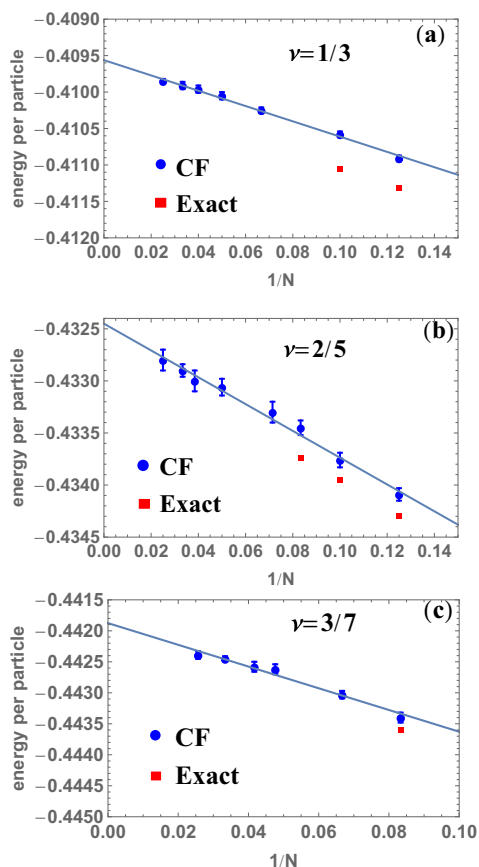 (a)
ν=1/3
energy per particle
−0.4090
−0.4095
−0.4100
−0.4105
−0.4110
−0.4115
−0.4120
CF
Exact
0.00 0.02 0.04 0.06 0.08 0.10 0.12 0.14
1/N
(b)
ν=2/5
energy per particle
−0.4325
−0.4330
−0.4335
−0.4340
−0.4345
CF
Exact
0.00 0.02 0.04 0.06 0.08 0.10 0.12 0.14
1/N
(c)
ν=3/7
energy per particle
−0.4415
−0.4420
−0.4425
−0.4430
−0.4435
−0.4440
−0.4445
−0.4450
CF
Exact
0.00 0.02 0.04 0.06 0.08 0.10
1/N